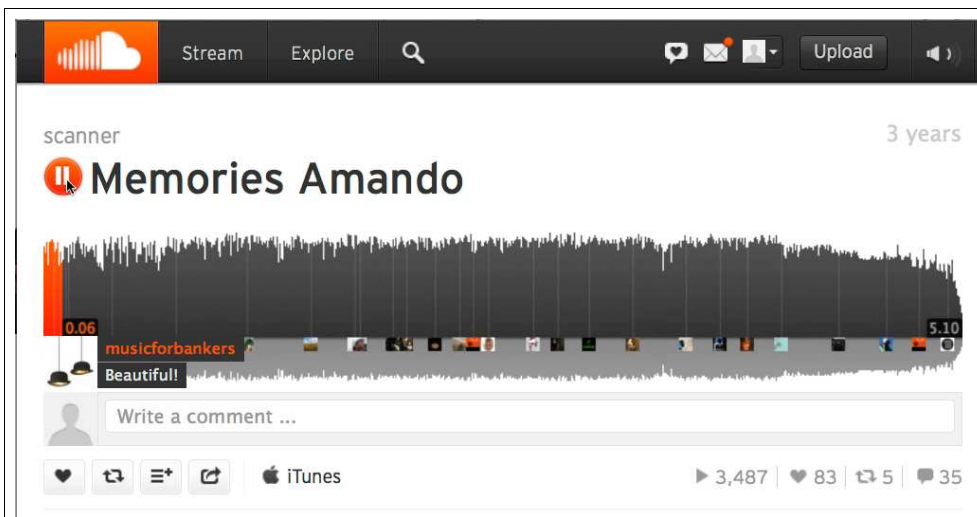 Stream Explore Upload
scanner 3 years
Memories Amando
0.06 5.10
musicforbankers
Beautiful!
Write a comment ...
iTunes 3,487 83 5 35